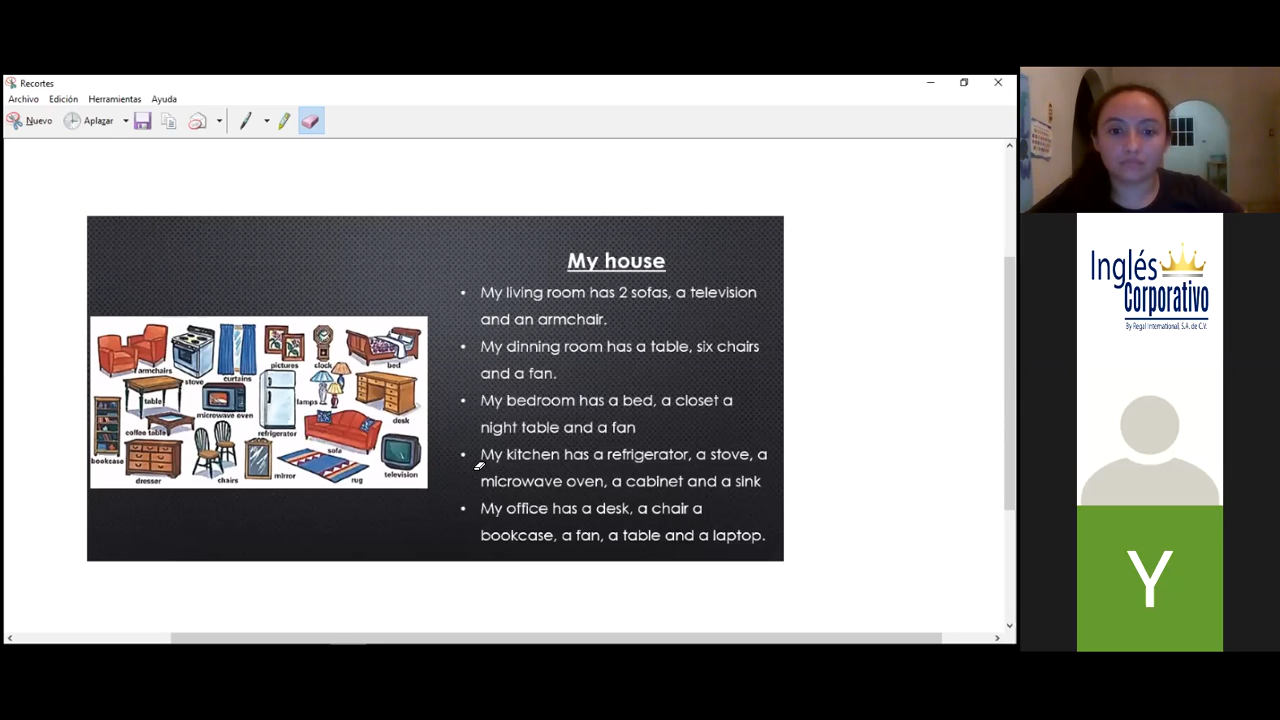 Recortes
Archivo Edición Herramientas Ayuda
Nuevo Aplazar
My house
• My living room has 2 sofas, a television
and an armchair.
• My dinning room has a table, six chairs
and a fan.
• My bedroom has a bed, a closet a
night table and a fan
• My kitchen has a refrigerator, a stove, a
microwave oven, a cabinet and a sink
• My office has a desk, a chair a
bookcase, a fan, a table and a laptop.
armchairs
stove
curtains
pictures
clock
bed
table
microwave oven
lamps
desk
coffee table
refrigerator
sofa
bookcase
dresser
chairs
mirror
rug
television
Inglés
Corporativo
By Regal International, S.A. de C.V.
Y